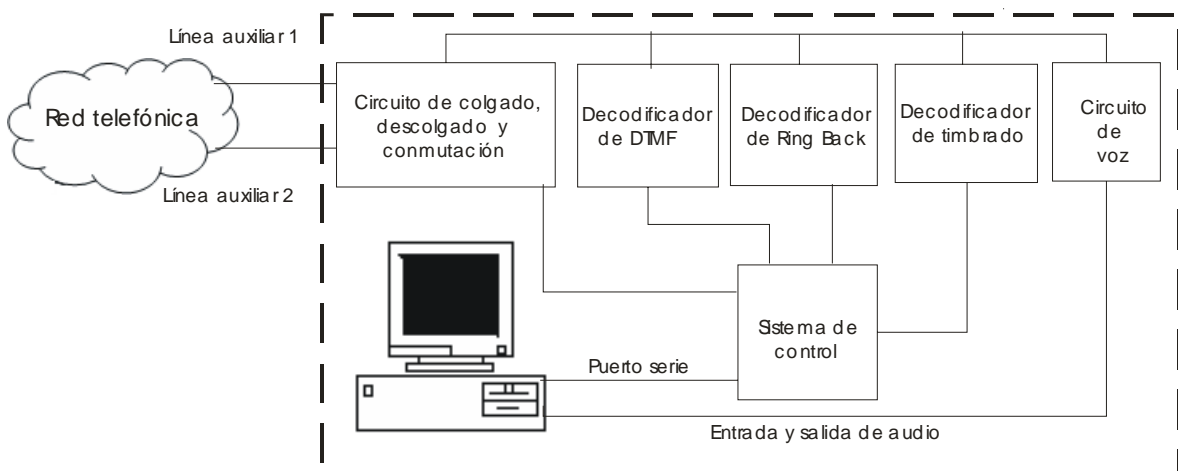 Línea auxiliar 1
Red telefónica
Línea auxiliar 2
Circuito de colgado,
descolgado y
conmutación
Decodificador
de DTMF
Decodificador
de Ring Back
Decodificador
de timbrado
Circuito
de
voz
Sistema de
control
Puerto serie
Entrada y salida de audio